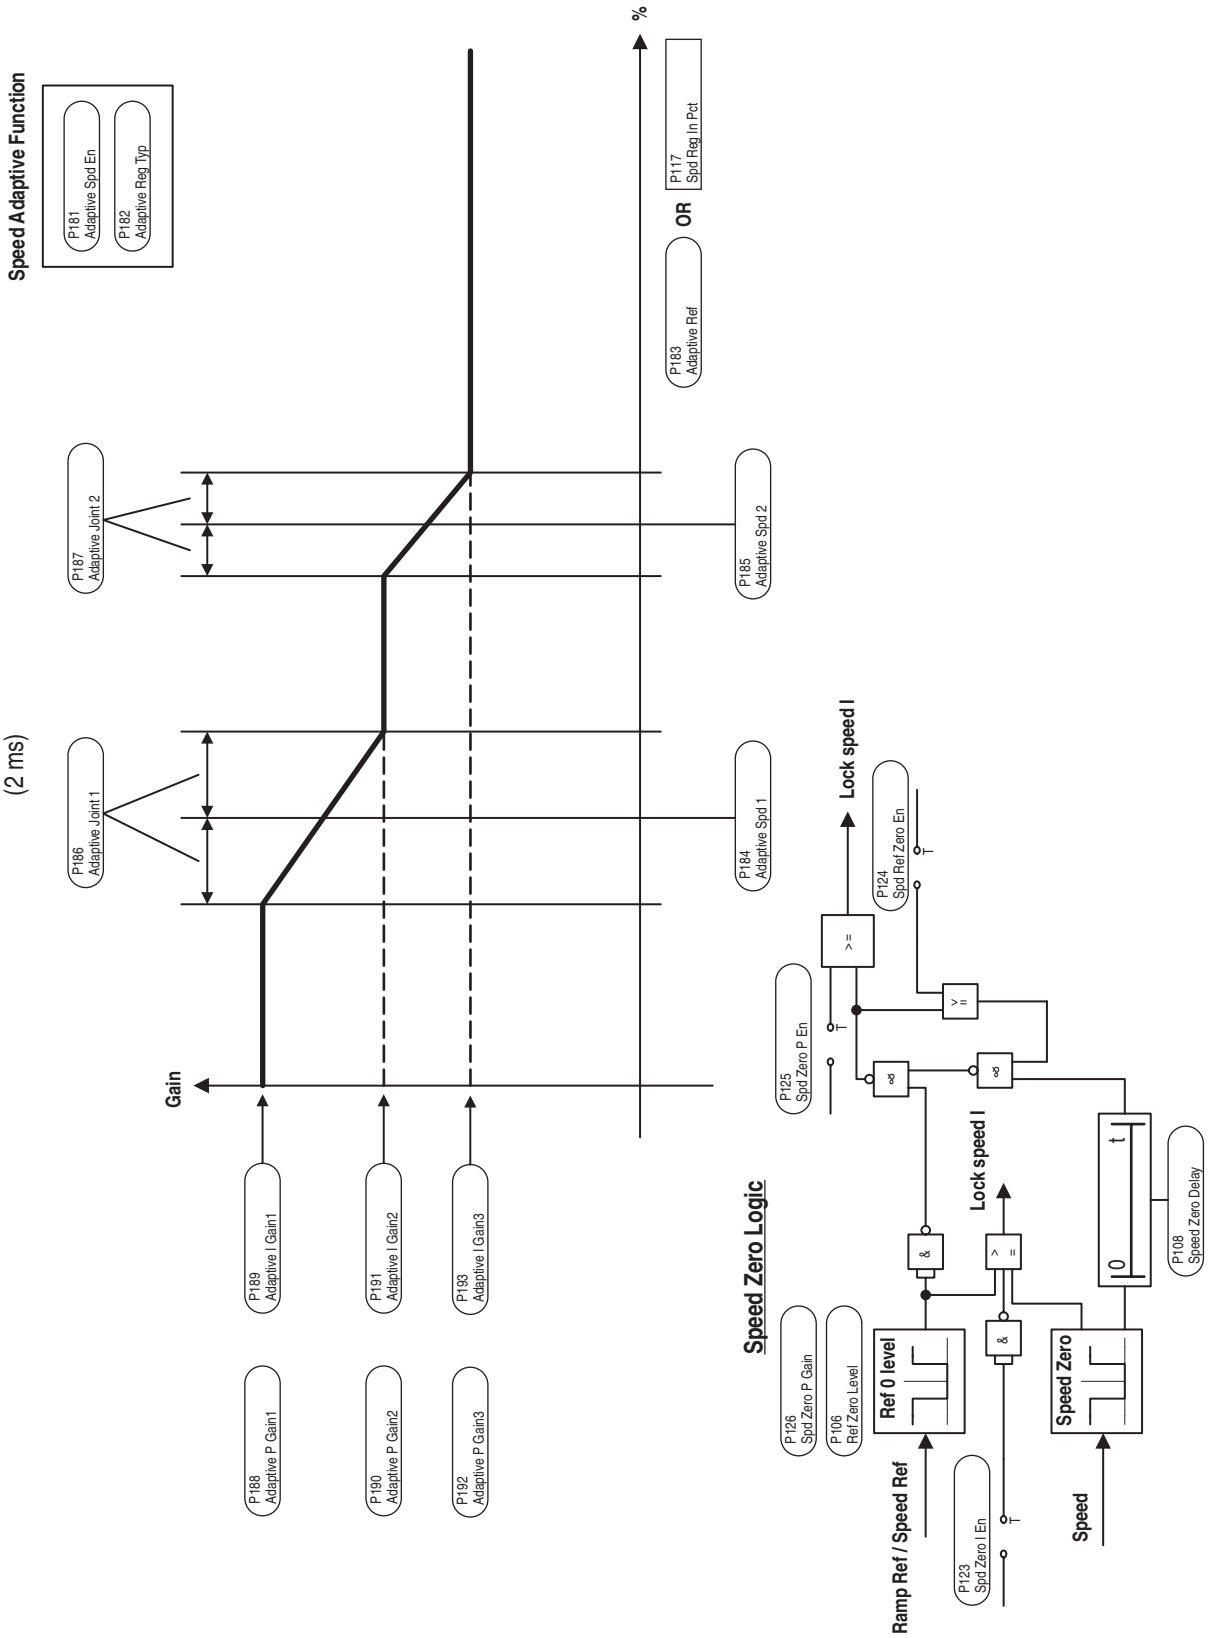 (2 ms)
Speed Adaptive Function
P181
Adaptive Spd En
P182
Adaptive Reg Typ
P186
Adaptive Joint 1
P187
Adaptive Joint 2
Gain
P188
Adaptive P Gain1
P189
Adaptive I Gain1
P190
Adaptive P Gain2
P191
Adaptive I Gain2
P192
Adaptive P Gain3
P193
Adaptive I Gain3
%
P183
Adaptive Ref
OR
P117
Spd Reg In Pct
P184
Adaptive Spd 1
P185
Adaptive Spd 2
Speed Zero Logic
P126
Spd Zero P Gain
P106
Ref Zero Level
P125
Spd Zero P En
T
> =
Lock speed I
Ramp Ref / Speed Ref
Ref 0 level
&
&
P124
Spd Ref Zero En
T
> =
Lock speed I
P123
Spd Zero I En
T
&
> =
&
Speed
Speed Zero
0
t
P108
Speed Zero Delay